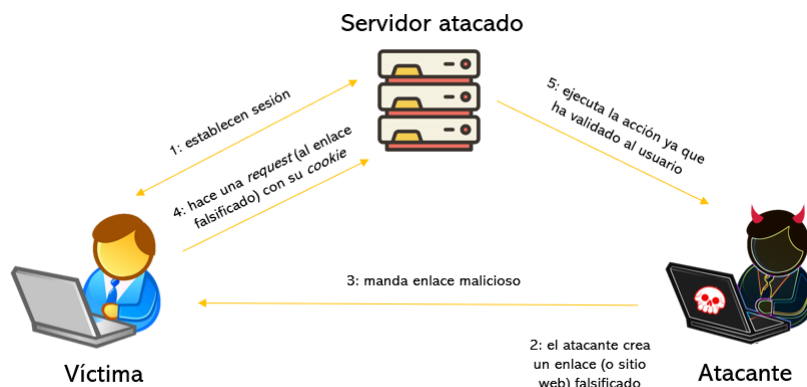 Servidor atacado
1: establecen sesión
4: hace una request (al enlace
falsificado) con su cookie
5: ejecuta la acción ya que
ha validado al usuario
3: manda enlace malicioso
2: el atacante crea
un enlace (o sitio
web) falsificado
Víctima
Atacante